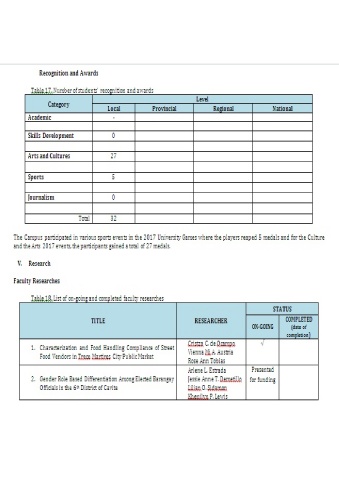 Recognition and Awards
Table 17. Number of students' recognition and awards
Category Level
Local Provincial Regional National
Academic -
Skills Development 0
Arts and Cultures 27
Sports 5
Journalism 0
Total 32
The Campus participated in various sports events in the 2017 University Games where the players reaped 5 medals and for the Culture
and the Arts 2017 events, the participants gained a total of 27 medals.
V. Research
Faculty Researches
Table 18. List of on-going and completed faculty researches
TITLE RESEARCHER STATUS
ON-GOING COMPLETED
(date of
completion)
1. Characterization and Food Handling Compliance of Street
Food Vendors in Trece Martires City Public Market
Cristan C. de Ocampo
Vienna Mi A. Austria
Rose Ann Tobias
√
2. Gender Role Based Differentiation Among Elected Barangay
Officials in the 6th District of Cavite
Arlene L. Estrada
Jenie Anne T.
Lilian O.
P. Lewis
Presented
for funding